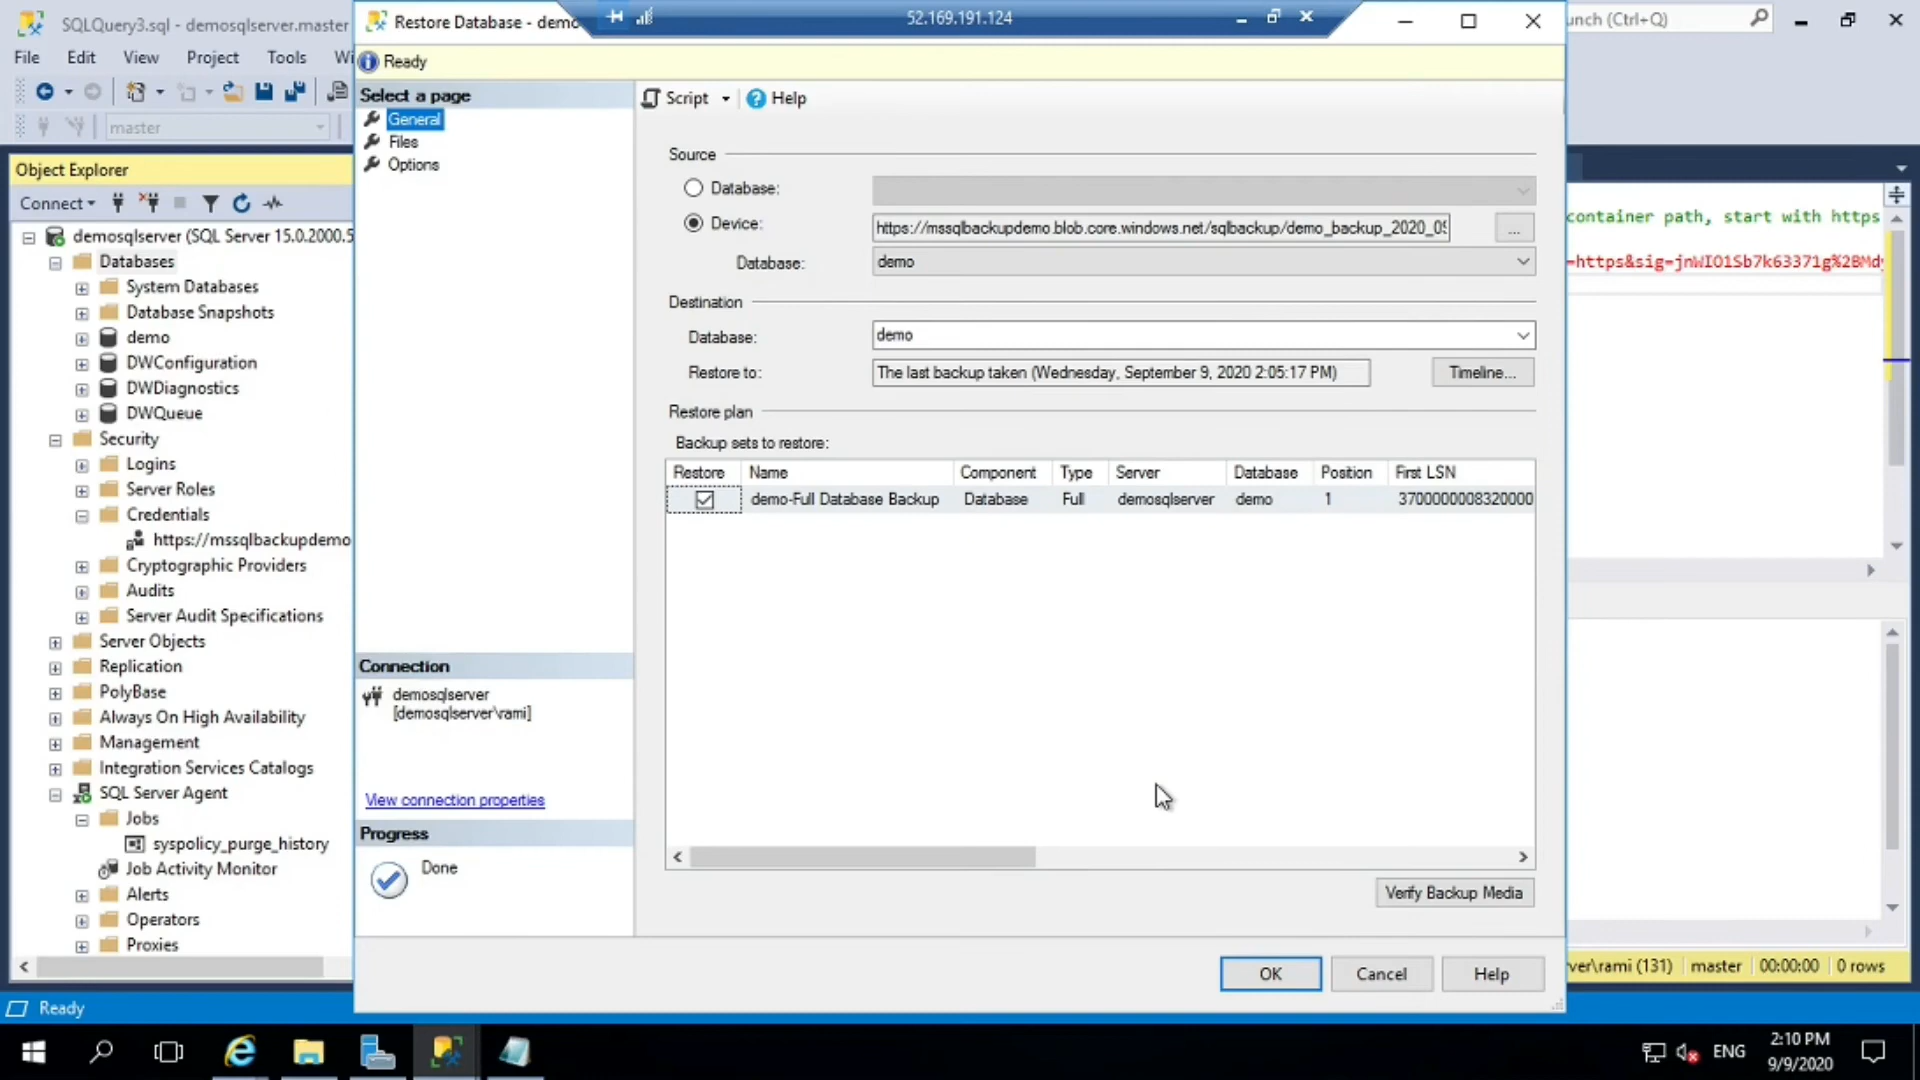 SQLQuery3.sql - demosqlserver.master
Restore Database - demo
52.169.191.124
unch (Ctrl+Q)
File Edit View Project Tools Wi
Ready
master
Select a page
General
Files
Options
Script
Help
Object Explorer
Connect
demosqlserver (SQL Server 15.0.2000.5
Databases
System Databases
Database Snapshots
demo
DWConfiguration
DWDiagnostics
DWQueue
Security
Logins
Server Roles
Credentials
https://mssqlbackupdemo
Cryptographic Providers
Audits
Server Audit Specifications
Server Objects
Replication
PolyBase
Always On High Availability
Management
Integration Services Catalogs
SQL Server Agent
Jobs
syspolicy_purge_history
Job Activity Monitor
Alerts
Operators
Proxies
Source
Database:
Device: https://mssqlbackupdemo.blob.core.windows.net/sqlbackup/demo_backup_2020_09 ...
Database: demo
Destination
Database: demo
Restore to: The last backup taken (Wednesday, September 9, 2020 2:05:17 PM) Timeline...
Restore plan
Backup sets to restore:
Restore Name Component Type Server Database Position First LSN
demo-Full Database Backup Database Full demosqlserver demo 1 3700000008320000
Connection
demosqlserver
[demosqlserver\rami]
View connection properties
Progress
Done
Verify Backup Media
OK Cancel Help
container path, start with https
=https&sig=jnWIO1Sb7k63371g%2BMdy
ver\rami (131) master 00:00:00 0 rows
Ready
ENG
2:10 PM
9/9/2020